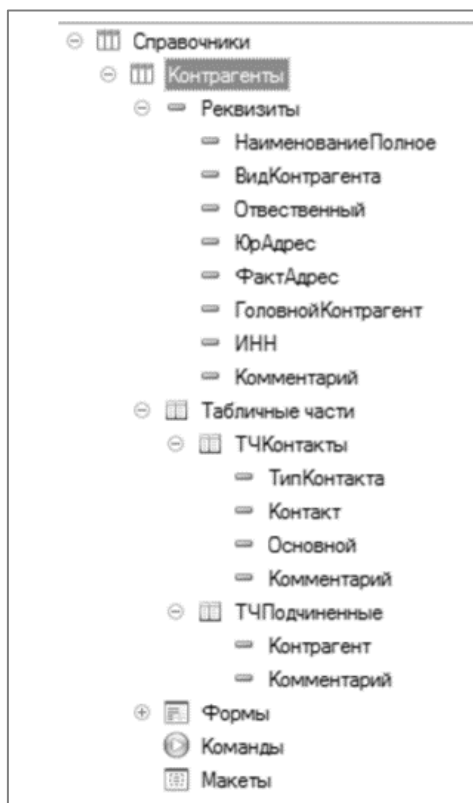 Справочники
Контрагенты
Реквизиты
НаименованиеПолное
ВидКонтрагента
Отвественный
ЮрАдрес
ФактАдрес
ГоловнойКонтрагент
ИНН
Комментарий
Табличные части
ТЧКонтакты
ТипКонтакта
Контакт
Основной
Комментарий
ТЧПодчиненные
Контрагент
Комментарий
Формы
Команды
Макеты